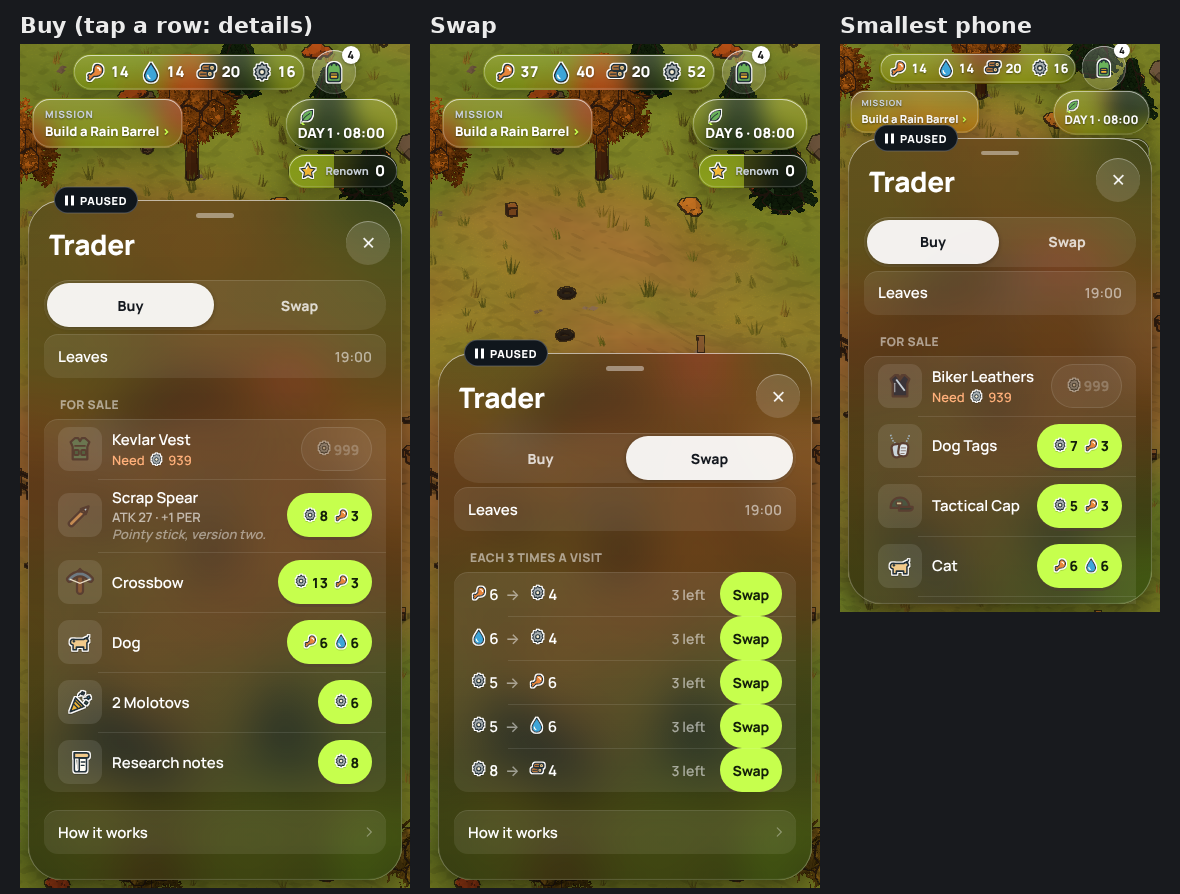 Buy (tap a row: details)
14 14 20 16 4
MISSION
Build a Rain Barrel ›
DAY 1 · 08:00
Renown 0
PAUSED
Trader
Buy Swap
Leaves 19:00
FOR SALE
Kevlar Vest
Need 939
999
Scrap Spear
ATK 27 · +1 PER
Pointy stick, version two.
8 3
Crossbow 13 3
Dog 6 6
2 Molotovs 6
Research notes 8
How it works
Swap
37 40 20 52 4
MISSION
Build a Rain Barrel ›
DAY 6 · 08:00
Renown 0
PAUSED
Trader
Buy Swap
Leaves 19:00
EACH 3 TIMES A VISIT
6 → 4 3 left Swap
6 → 4 3 left Swap
5 → 6 3 left Swap
5 → 6 3 left Swap
8 → 4 3 left Swap
How it works
Smallest phone
14 14 20 16 4
MISSION
Build a Rain Barrel ›
DAY 1 · 08:00
PAUSED
Trader
Buy Swap
Leaves 19:00
FOR SALE
Biker Leathers
Need 939
999
Dog Tags 7 3
Tactical Cap 5 3
Cat 6 6